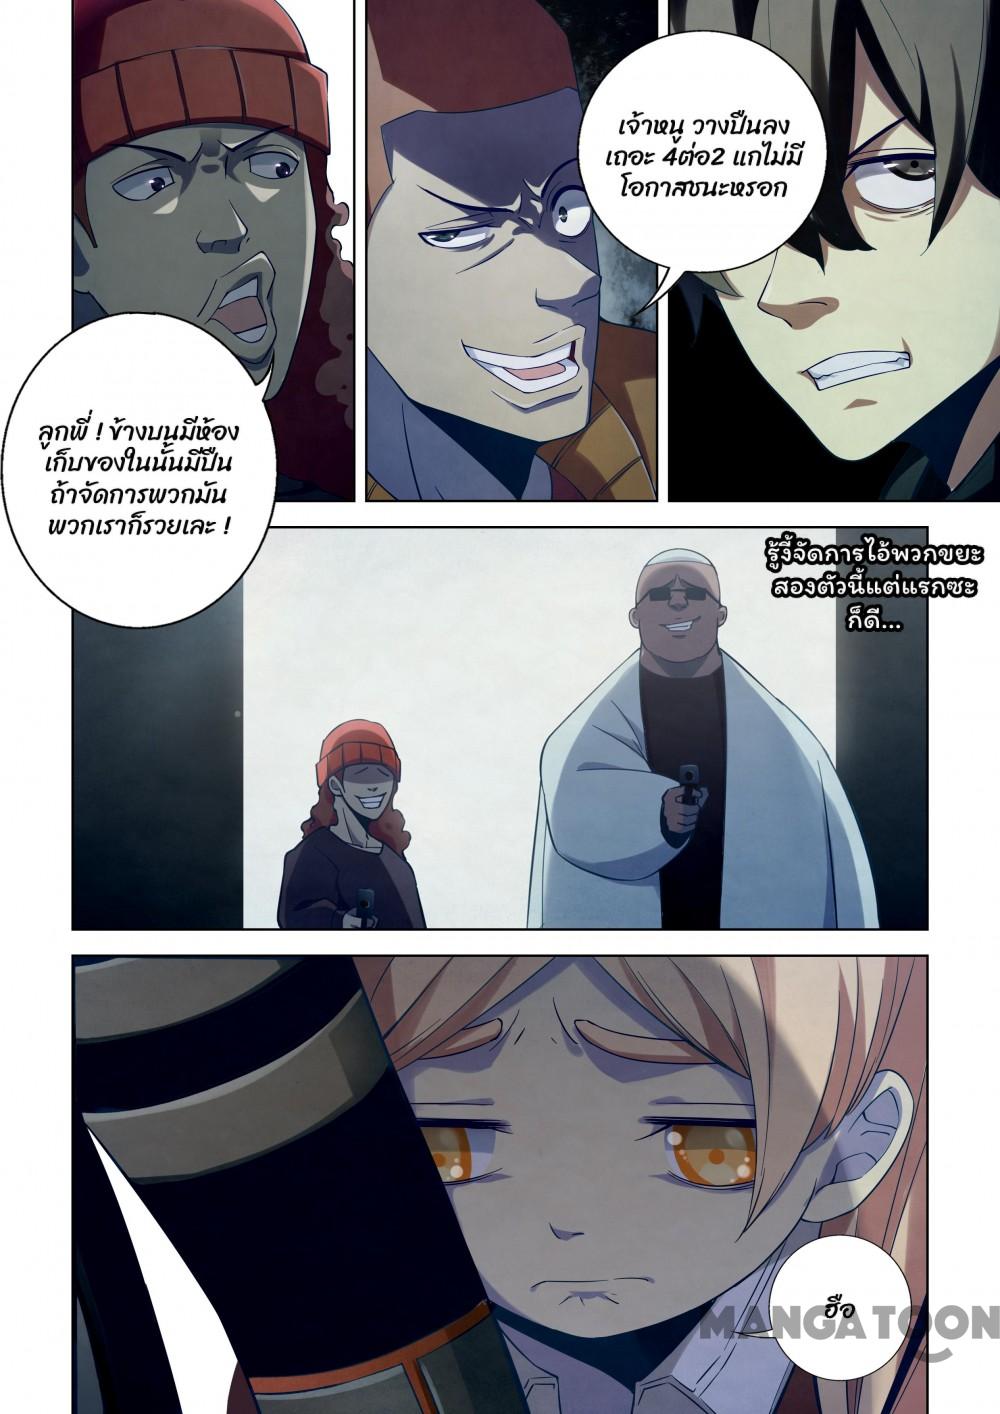 เจ้าหนู วางปืนลง
เถอะ 4ต่อ2 แกไม่มี
โอกาสชนะหรอก
ลูกพี่ ! ข้างบนมีห้อง
เก็บของในนั้นมีปืน
ถ้าจัดการพวกมัน
พวกเราก็รวยเละ !
รู้งี้จัดการไอ้พวกขยะ
สองตัวนี้แต่แรกซะ
ก็ดี...
ฮือ
MANGATOON